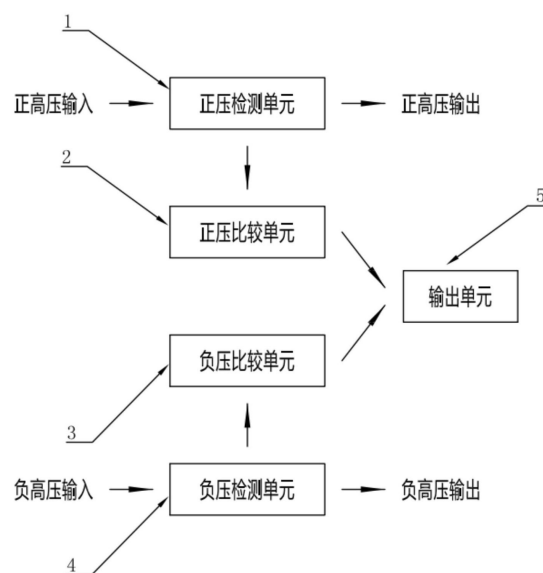 1
正高压输入
正压检测单元
正高压输出
2
正压比较单元
5
输出单元
负压比较单元
3
负高压输入
负压检测单元
负高压输出
4